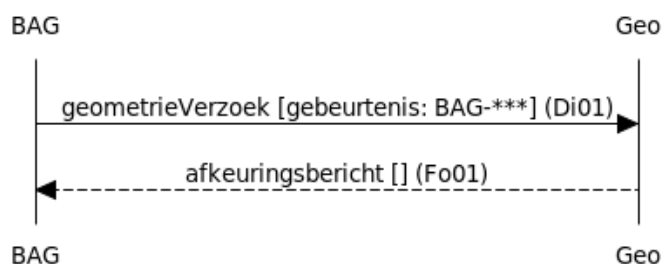 BAG Geo
geometrieVerzoek [gebeurtenis: BAG-***] (Di01)
afkeuringsbericht [] (Fo01)
BAG Geo